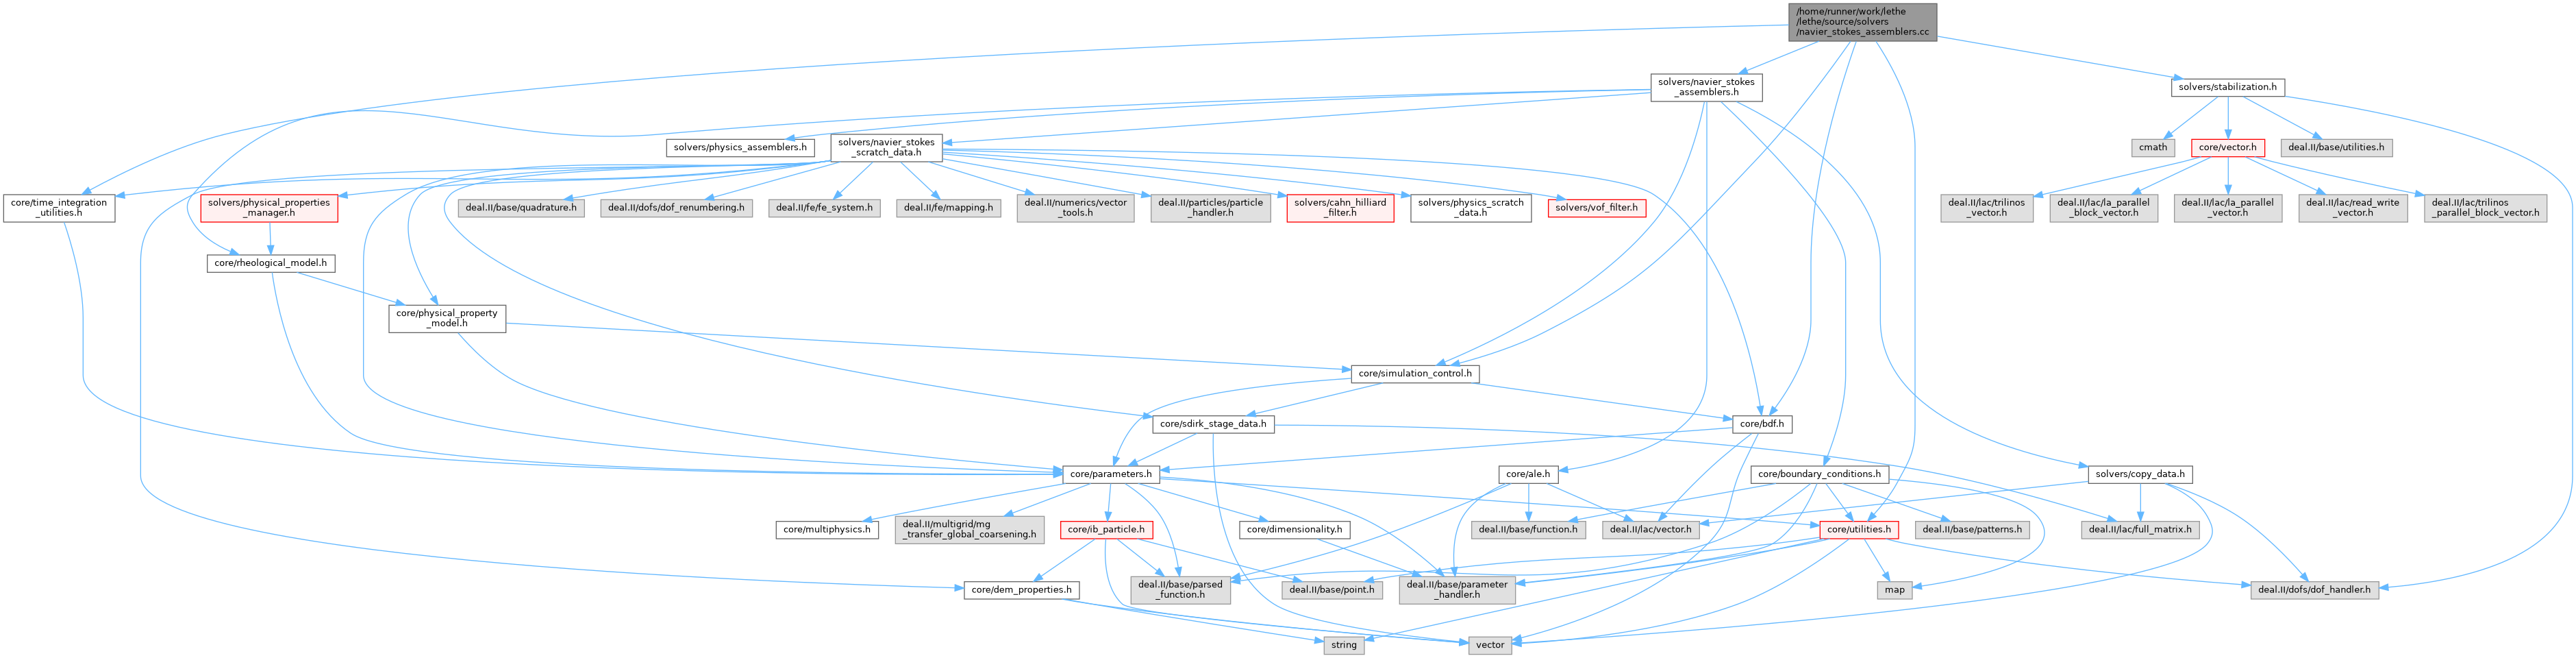 /home/runner/work/lethe
/lethe/source/solvers
/navier_stokes_assemblers.cc
solvers/navier_stokes
_assemblers.h
solvers/stabilization.h
solvers/physics_assemblers.h
solvers/navier_stokes
_scratch_data.h
cmath
core/vector.h
deal.II/base/utilities.h
core/time_integration
_utilities.h
solvers/physical_properties
_manager.h
deal.II/base/quadrature.h
deal.II/dofs/dof_renumbering.h
deal.II/fe/fe_system.h
deal.II/fe/mapping.h
deal.II/numerics/vector
_tools.h
deal.II/particles/particle
_handler.h
solvers/cahn_hilliard
_filter.h
solvers/physics_scratch
_data.h
solvers/vof_filter.h
deal.II/lac/trilinos
_vector.h
deal.II/lac/la_parallel
_block_vector.h
deal.II/lac/la_parallel
_vector.h
deal.II/lac/read_write
_vector.h
deal.II/lac/trilinos
_parallel_block_vector.h
core/rheological_model.h
core/physical_property
_model.h
core/simulation_control.h
core/sdirk_stage_data.h
core/bdf.h
core/parameters.h
core/ale.h
core/boundary_conditions.h
solvers/copy_data.h
core/multiphysics.h
deal.II/multigrid/mg
_transfer_global_coarsening.h
core/ib_particle.h
core/dimensionality.h
deal.II/base/function.h
deal.II/lac/vector.h
core/utilities.h
deal.II/base/patterns.h
deal.II/lac/full_matrix.h
core/dem_properties.h
deal.II/base/parsed
_function.h
deal.II/base/point.h
deal.II/base/parameter
_handler.h
map
deal.II/dofs/dof_handler.h
string
vector